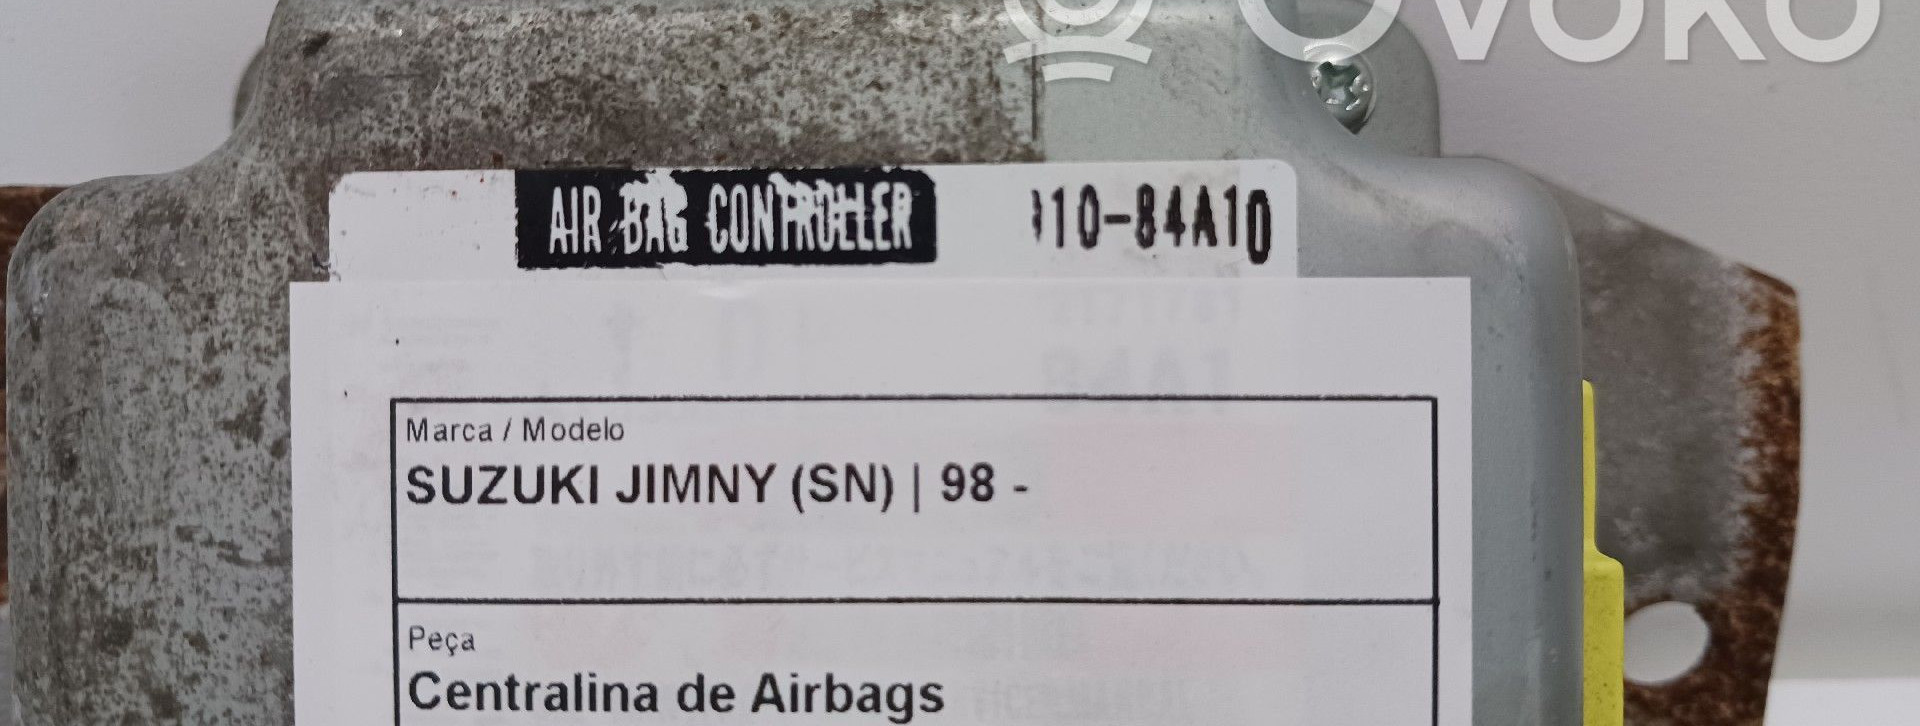 OVOKO
AIR BAG CONTROLLER 10-84A10
Marca / Modelo
SUZUKI JIMNY (SN) | 98 -
Peça
Centralina de Airbags